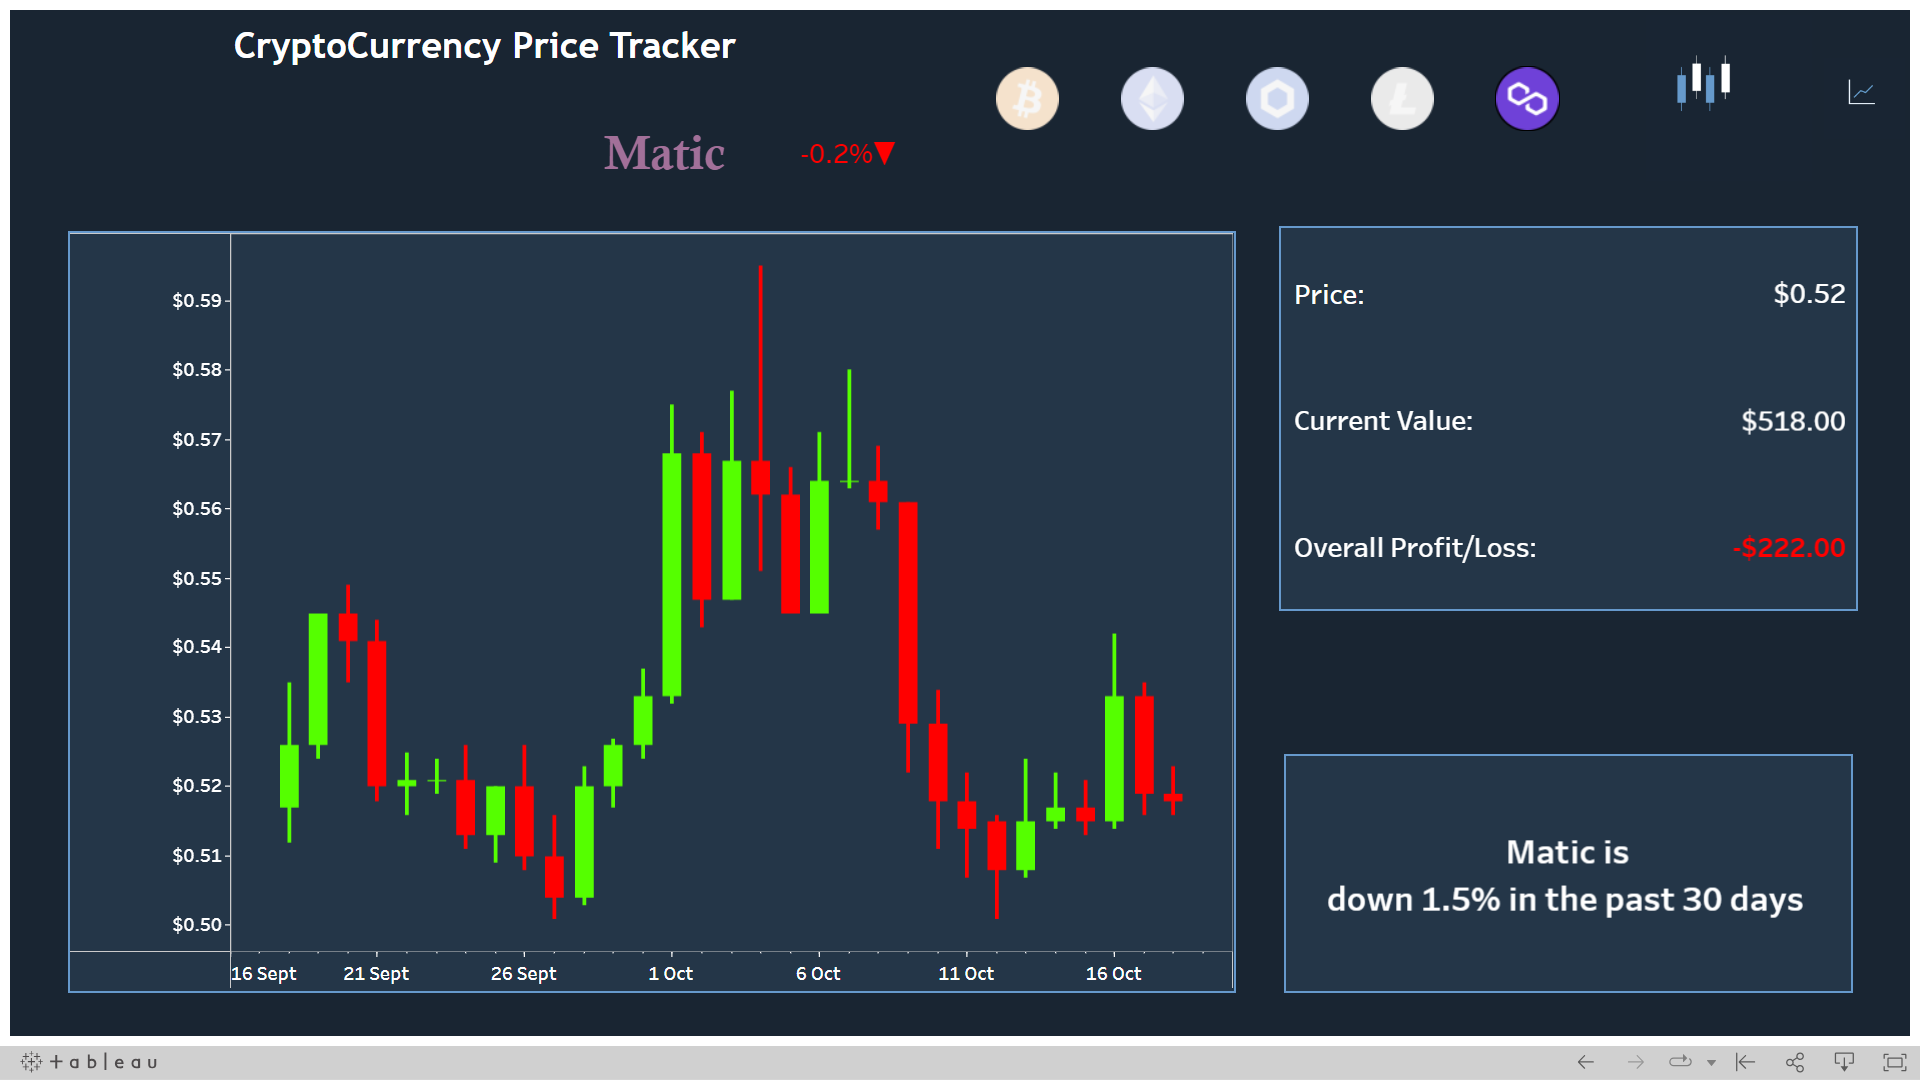 CryptoCurrency Price Tracker
Matic
-0.2%▼
$0.59
$0.58
$0.57
$0.56
$0.55
$0.54
$0.53
$0.52
$0.51
$0.50
16 Sept
21 Sept
26 Sept
1 Oct
6 Oct
11 Oct
16 Oct
Price:
$0.52
Current Value:
$518.00
Overall Profit/Loss:
-$222.00
Matic is
down 1.5% in the past 30 days
+ a b | e a u